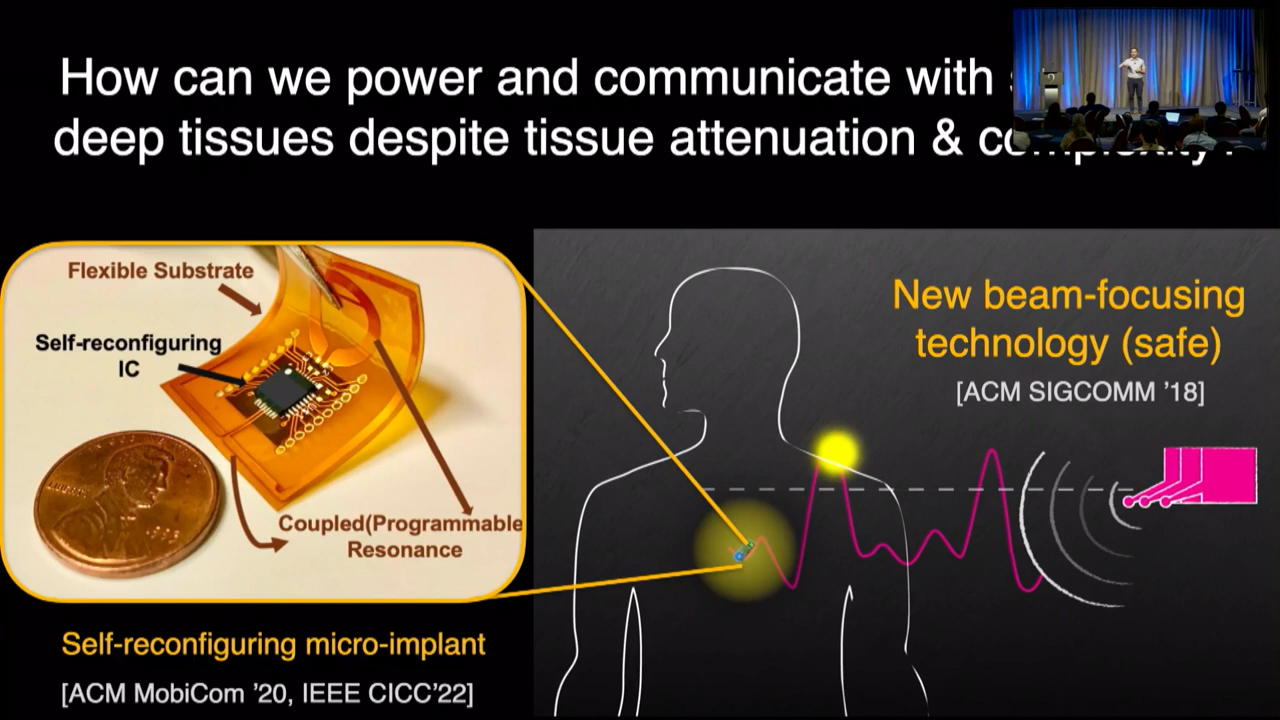 How can we power and communicate with
deep tissues despite tissue attenuation &
Flexible Substrate
Self-reconfiguring
IC
Coupled(Programmable
Resonance
Self-reconfiguring micro-implant
[ACM MobiCom ’20, IEEE CICC’22]
New beam-focusing
technology (safe)
[ACM SIGCOMM ’18]